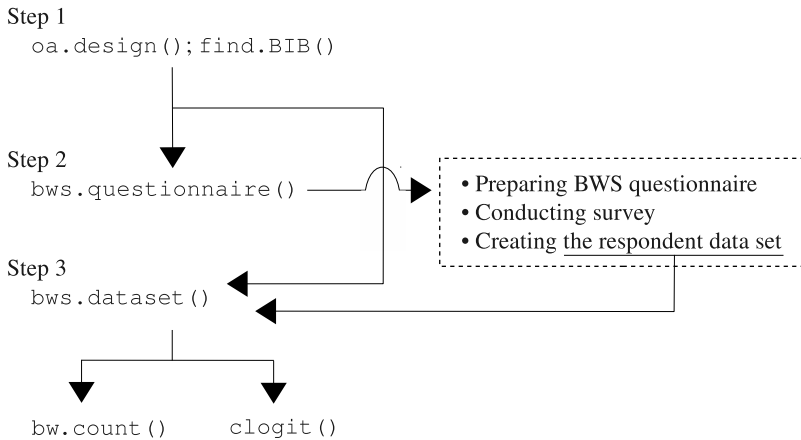 Step 1
oa.design(); find.BIB()
Step 2
bws.questionnaire()
• Preparing BWS questionnaire
• Conducting survey
• Creating the respondent data set
Step 3
bws.dataset()
bw.count()
clogit()